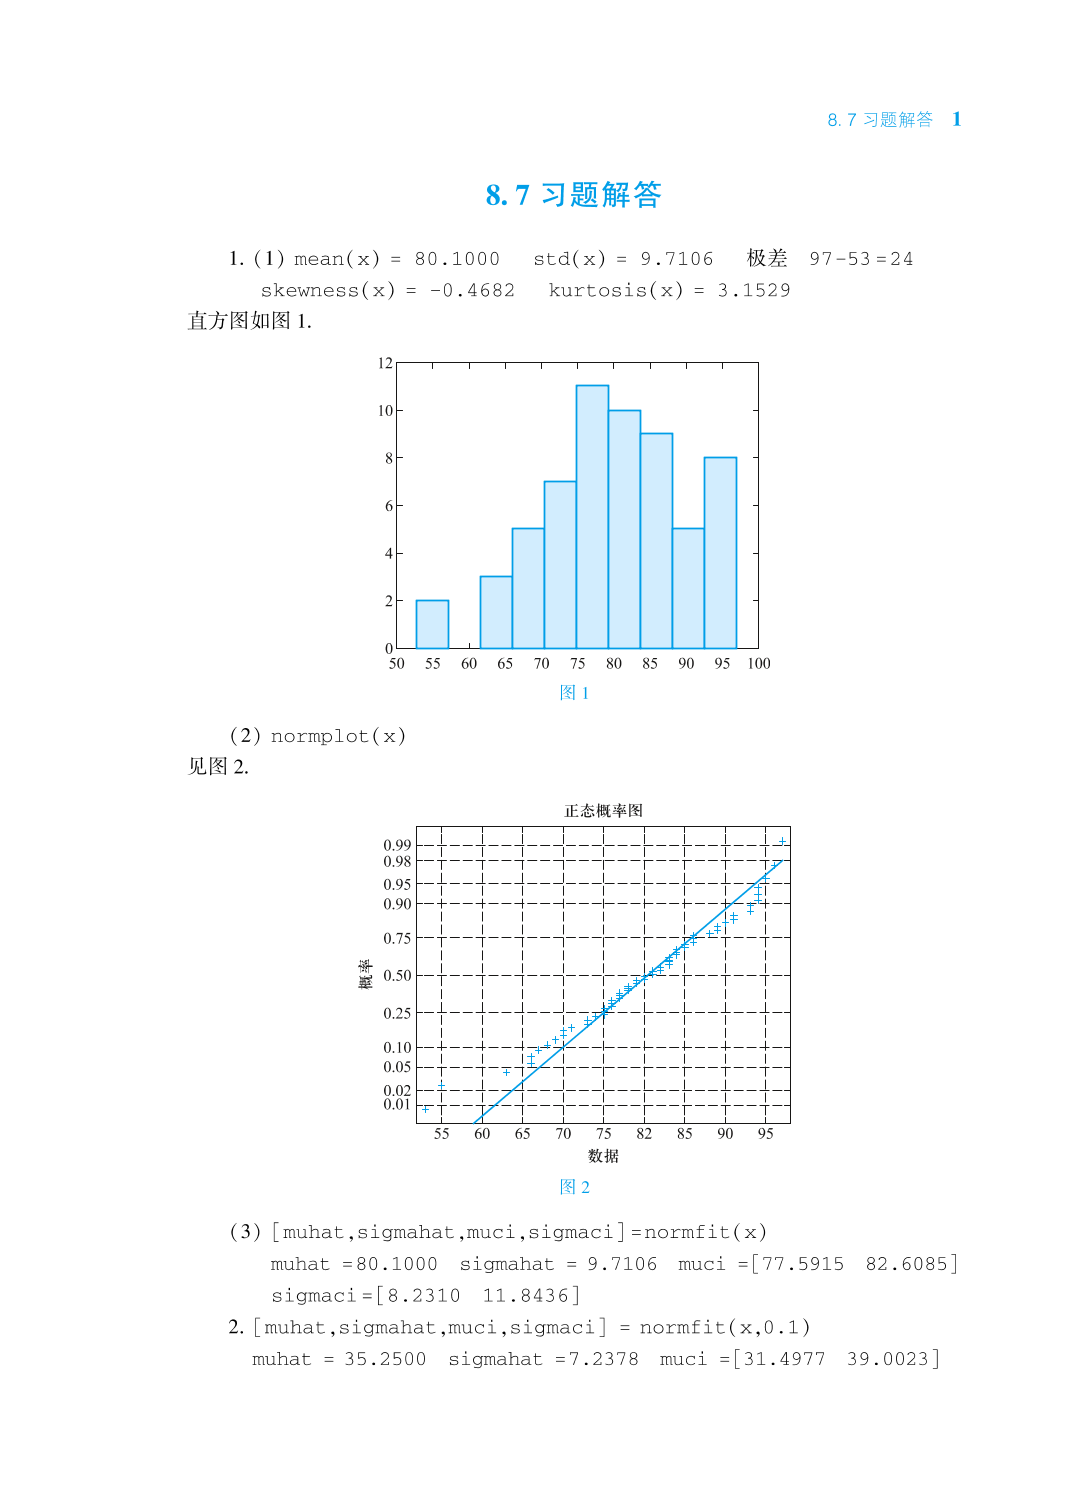 8.7 习题解答 1
8.7 习题解答
1. (1) mean(x) = 80.1000 std(x) = 9.7106 极差 97-53=24
skewness(x) = -0.4682 kurtosis(x) = 3.1529
直方图如图 1.
12
10
8
6
4
2
0
50 55 60 65 70 75 80 85 90 95 100
图 1
(2) normplot(x)
见图 2.
正态概率图
0.99
0.98
0.95
0.90
0.75
0.50
0.25
0.10
0.05
0.02
0.01
概率
55 60 65 70 75 82 85 90 95
数据
图 2
(3) [muhat,sigmahat,muci,sigmaci]=normfit(x)
muhat =80.1000 sigmahat = 9.7106 muci =[77.5915 82.6085]
sigmaci=[8.2310 11.8436]
2. [muhat,sigmahat,muci,sigmaci] = normfit(x,0.1)
muhat = 35.2500 sigmahat =7.2378 muci =[31.4977 39.0023]